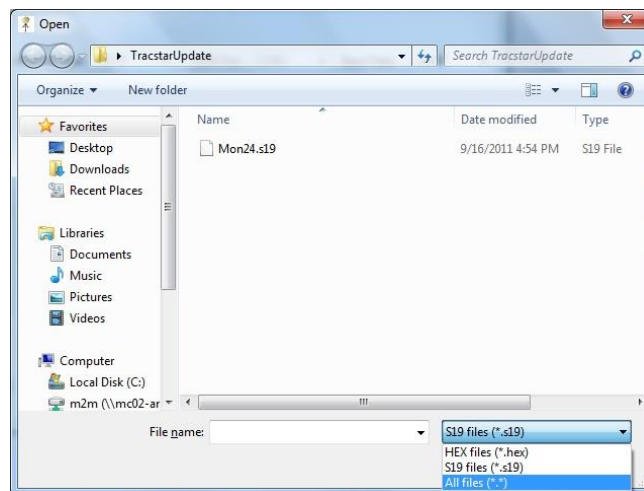 Open
TracstarUpdate
Search TracstarUpdate
Organize
New folder
Favorites
Desktop
Downloads
Recent Places
Libraries
Documents
Music
Pictures
Videos
Computer
Local Disk (C:)
m2m (\\mc02-ar
Name
Date modified
Type
Mon24.s19
9/16/2011 4:54 PM
S19 File
File name:
S19 files (*.s19)
HEX files (*.hex)
S19 files (*.s19)
All files (*.*)